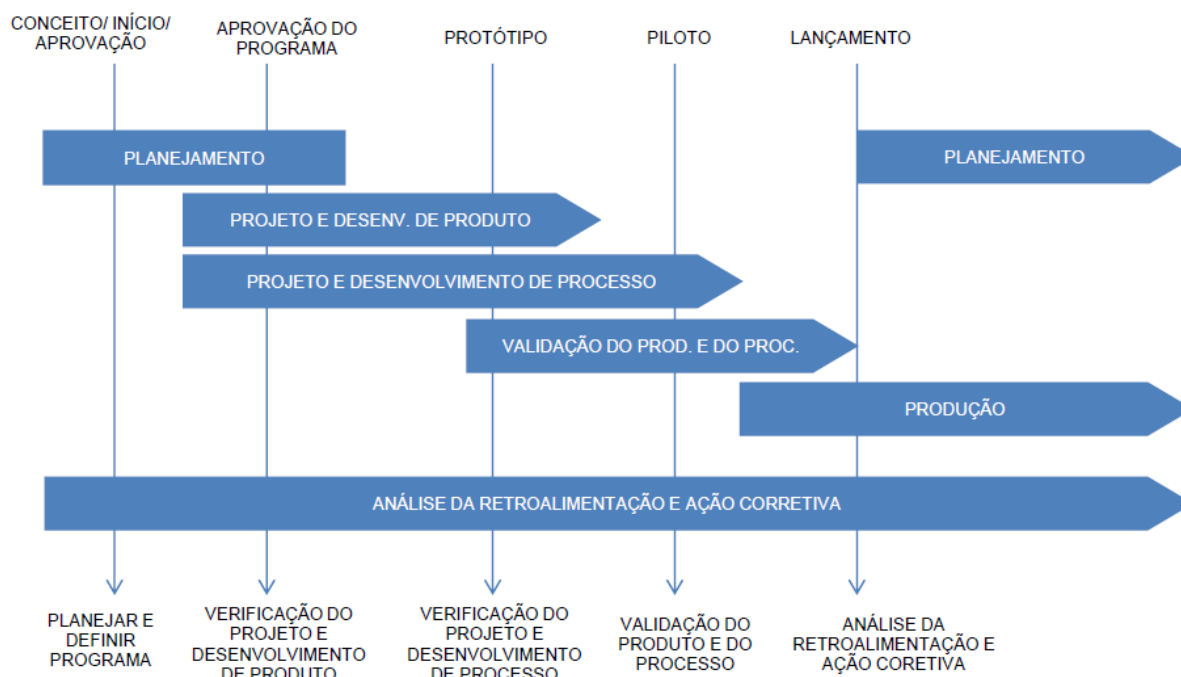 CONCEITO/ INÍCIO/
APROVAÇÃO
APROVAÇÃO DO
PROGRAMA
PROTÓTIPO
PILOTO
LANÇAMENTO
PLANEJAMENTO
PLANEJAMENTO
PROJETO E DESENV. DE PRODUTO
PROJETO E DESENVOLVIMENTO DE PROCESSO
VALIDAÇÃO DO PROD. E DO PROC.
PRODUÇÃO
ANÁLISE DA RETROALIMENTAÇÃO E AÇÃO CORRETIVA
PLANEJAR E
DEFINIR
PROGRAMA
VERIFICAÇÃO DO
PROJETO E
DESENVOLVIMENTO
DE PRODUTO
VERIFICAÇÃO DO
PROJETO E
DESENVOLVIMENTO
DE PROCESSO
VALIDAÇÃO DO
PRODUTO E DO
PROCESSO
ANÁLISE DA
RETROALIMENTAÇÃO E
AÇÃO CORETIVA